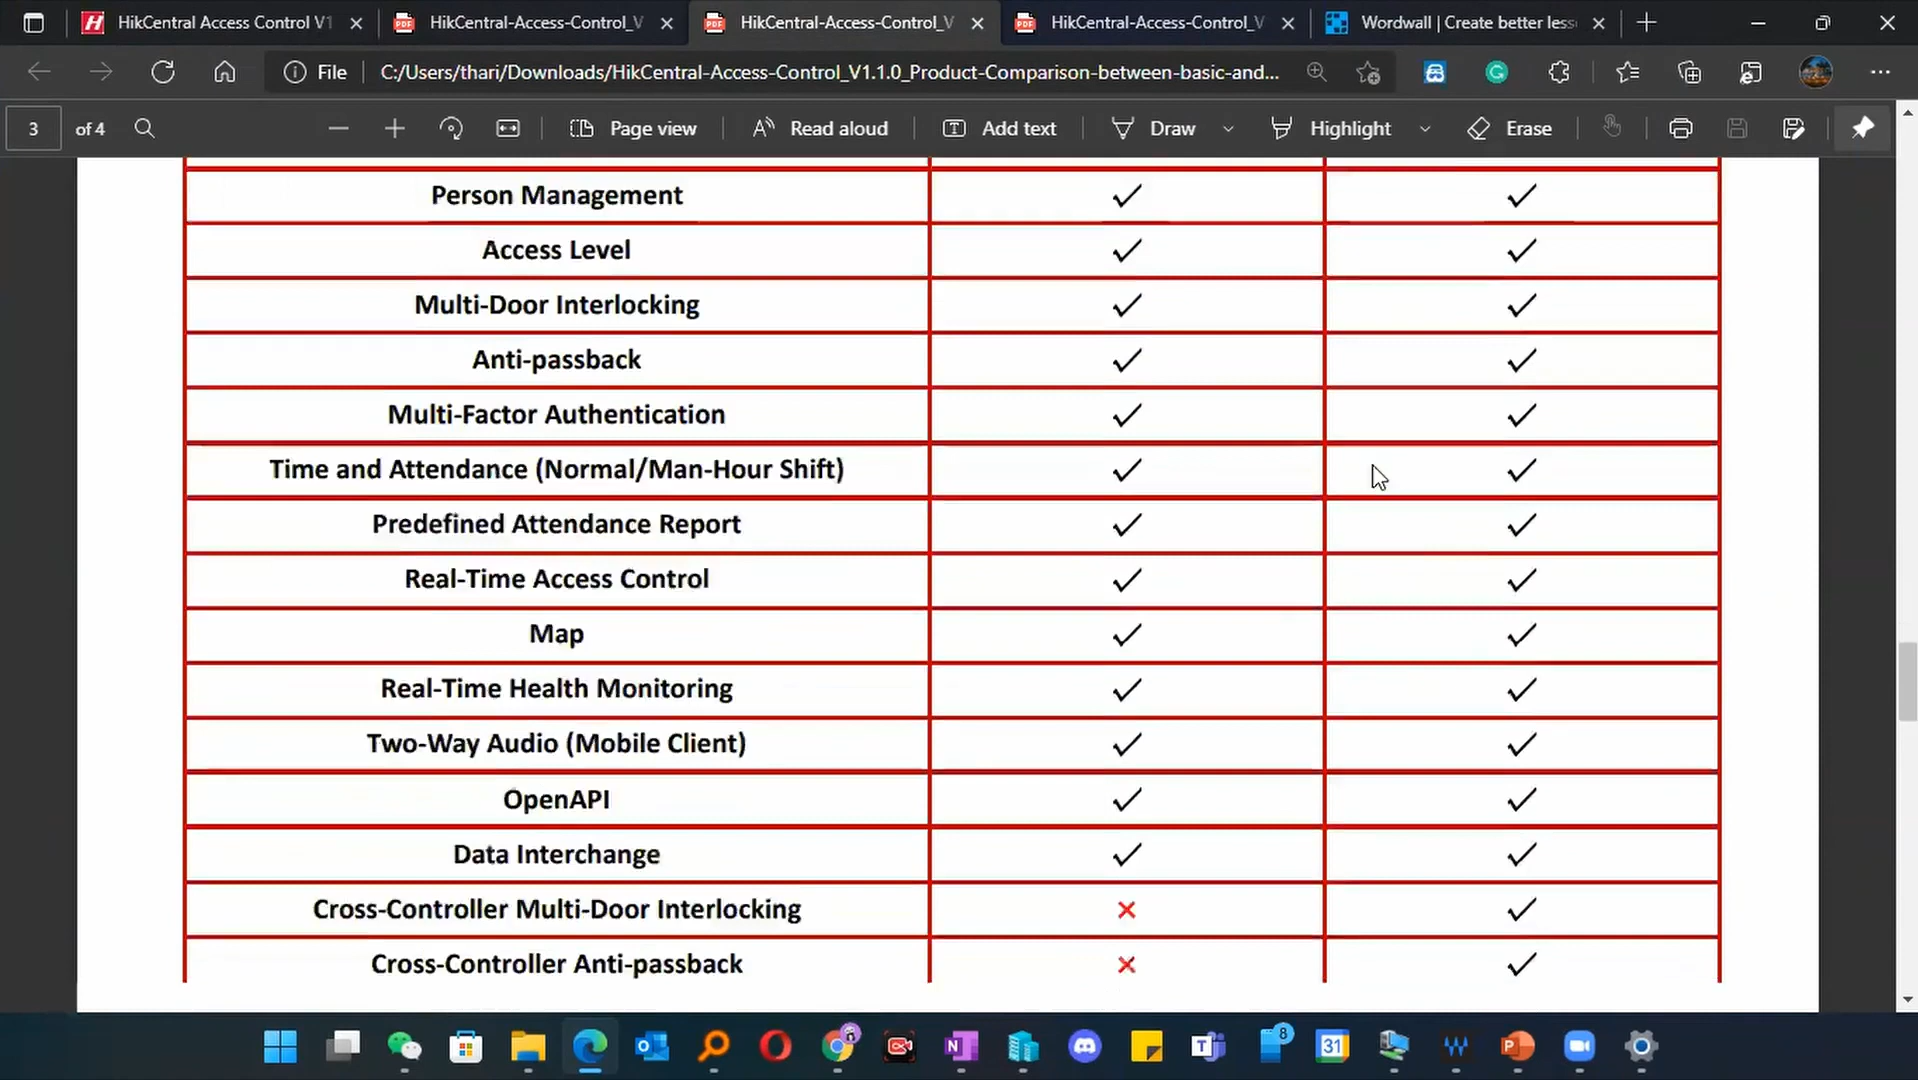 HikCentral Access Control V1
HikCentral-Access-Control_V
HikCentral-Access-Control_V
HikCentral-Access-Control_V
Wordwall | Create better less
File
C:/Users/thari/Downloads/HikCentral-Access-Control_V1.1.0_Product-Comparison-between-basic-and...
3 of 4
Page view
Read aloud
Add text
Draw
Highlight
Erase
Person Management ✓ ✓
Access Level ✓ ✓
Multi-Door Interlocking ✓ ✓
Anti-passback ✓ ✓
Multi-Factor Authentication ✓ ✓
Time and Attendance (Normal/Man-Hour Shift) ✓ ✓
Predefined Attendance Report ✓ ✓
Real-Time Access Control ✓ ✓
Map ✓ ✓
Real-Time Health Monitoring ✓ ✓
Two-Way Audio (Mobile Client) ✓ ✓
OpenAPI ✓ ✓
Data Interchange ✓ ✓
Cross-Controller Multi-Door Interlocking × ✓
Cross-Controller Anti-passback × ✓
8
31